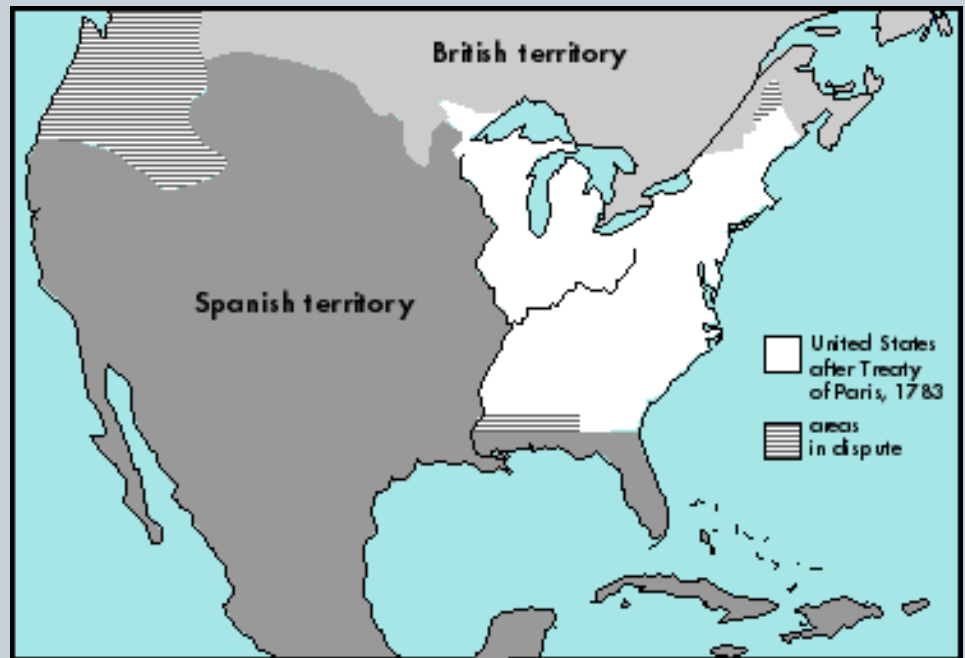 British territory
Spanish territory
United States
after Treaty
of Paris, 1783
areas
in dispute